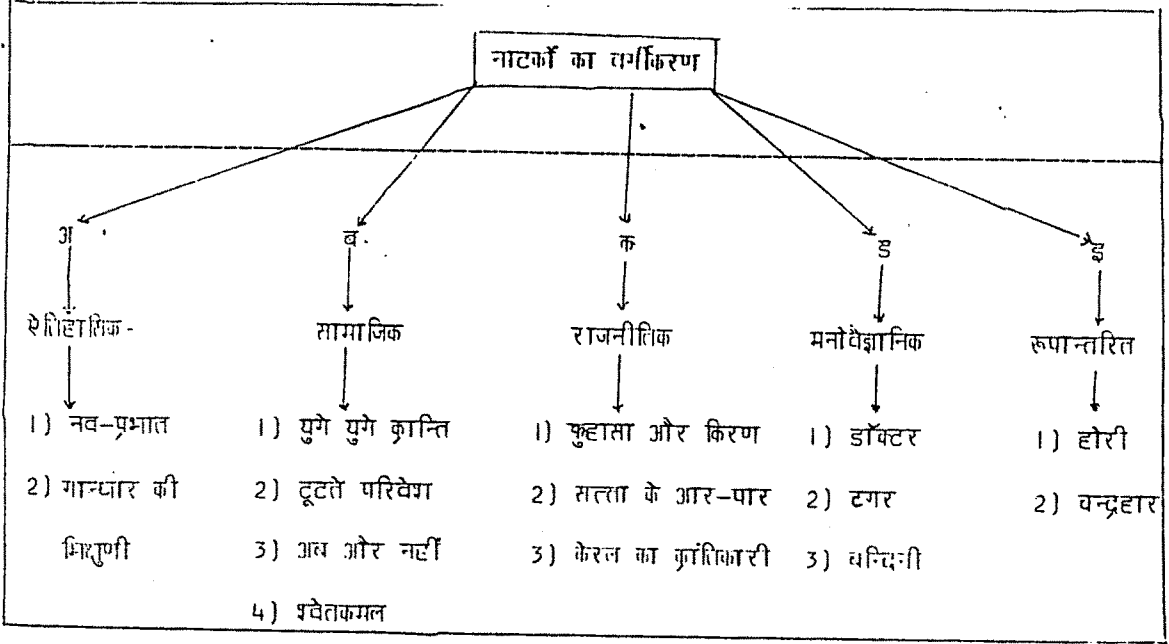 नाटकों का वर्गीकरण
अ ब क ड इ
ऐतिहासिक- सामाजिक राजनीतिक मनोवैज्ञानिक रूपान्तरित
1) नव-प्रभात 1) युगे युगे क्रान्ति 1) कुहासा और किरण 1) डॉक्टर 1) होरी
2) गान्धार की 2) टूटते परिवेश 2) सत्ता के आर-पार 2) टगर 2) चन्द्रहार
भिक्षुणी 3) अब और नहीं 3) केरल का क्रांतिकारी 3) बन्दिनी
4) श्वेतकमल